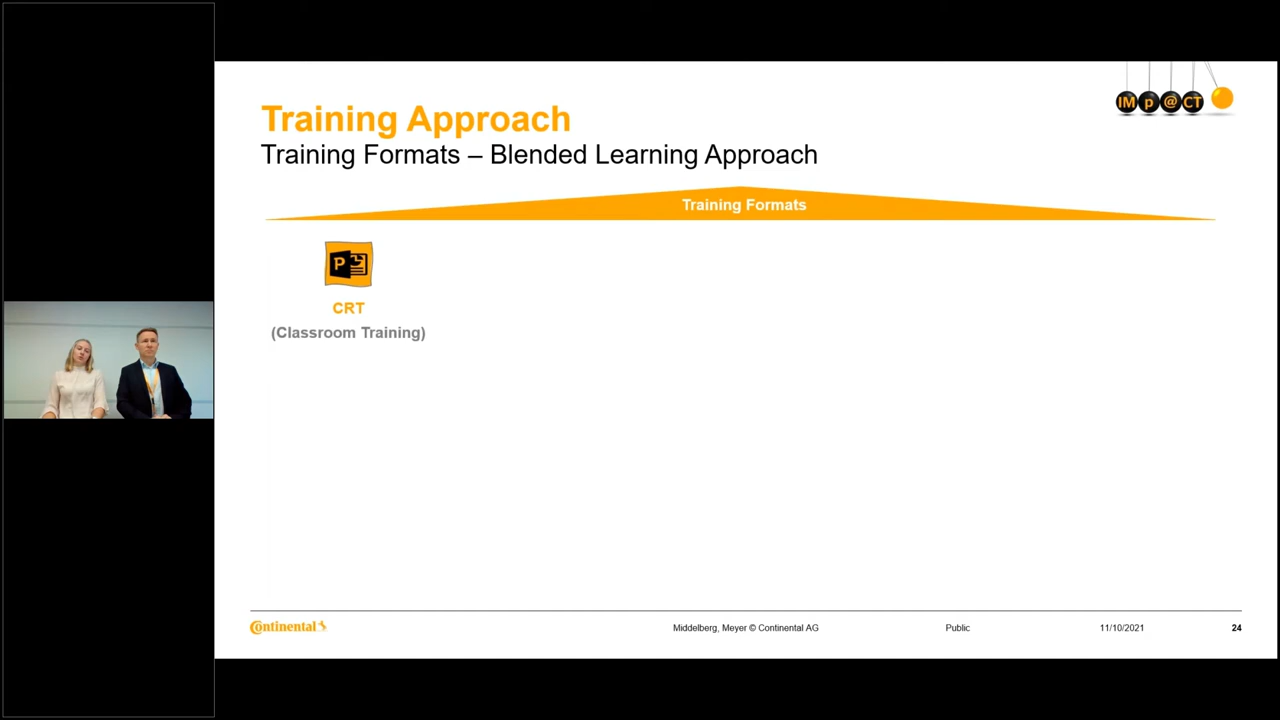 IM p @ CT
Training Approach
Training Formats – Blended Learning Approach
Training Formats
P
CRT
(Classroom Training)
Continental
Middelberg, Meyer © Continental AG
Public
11/10/2021
24